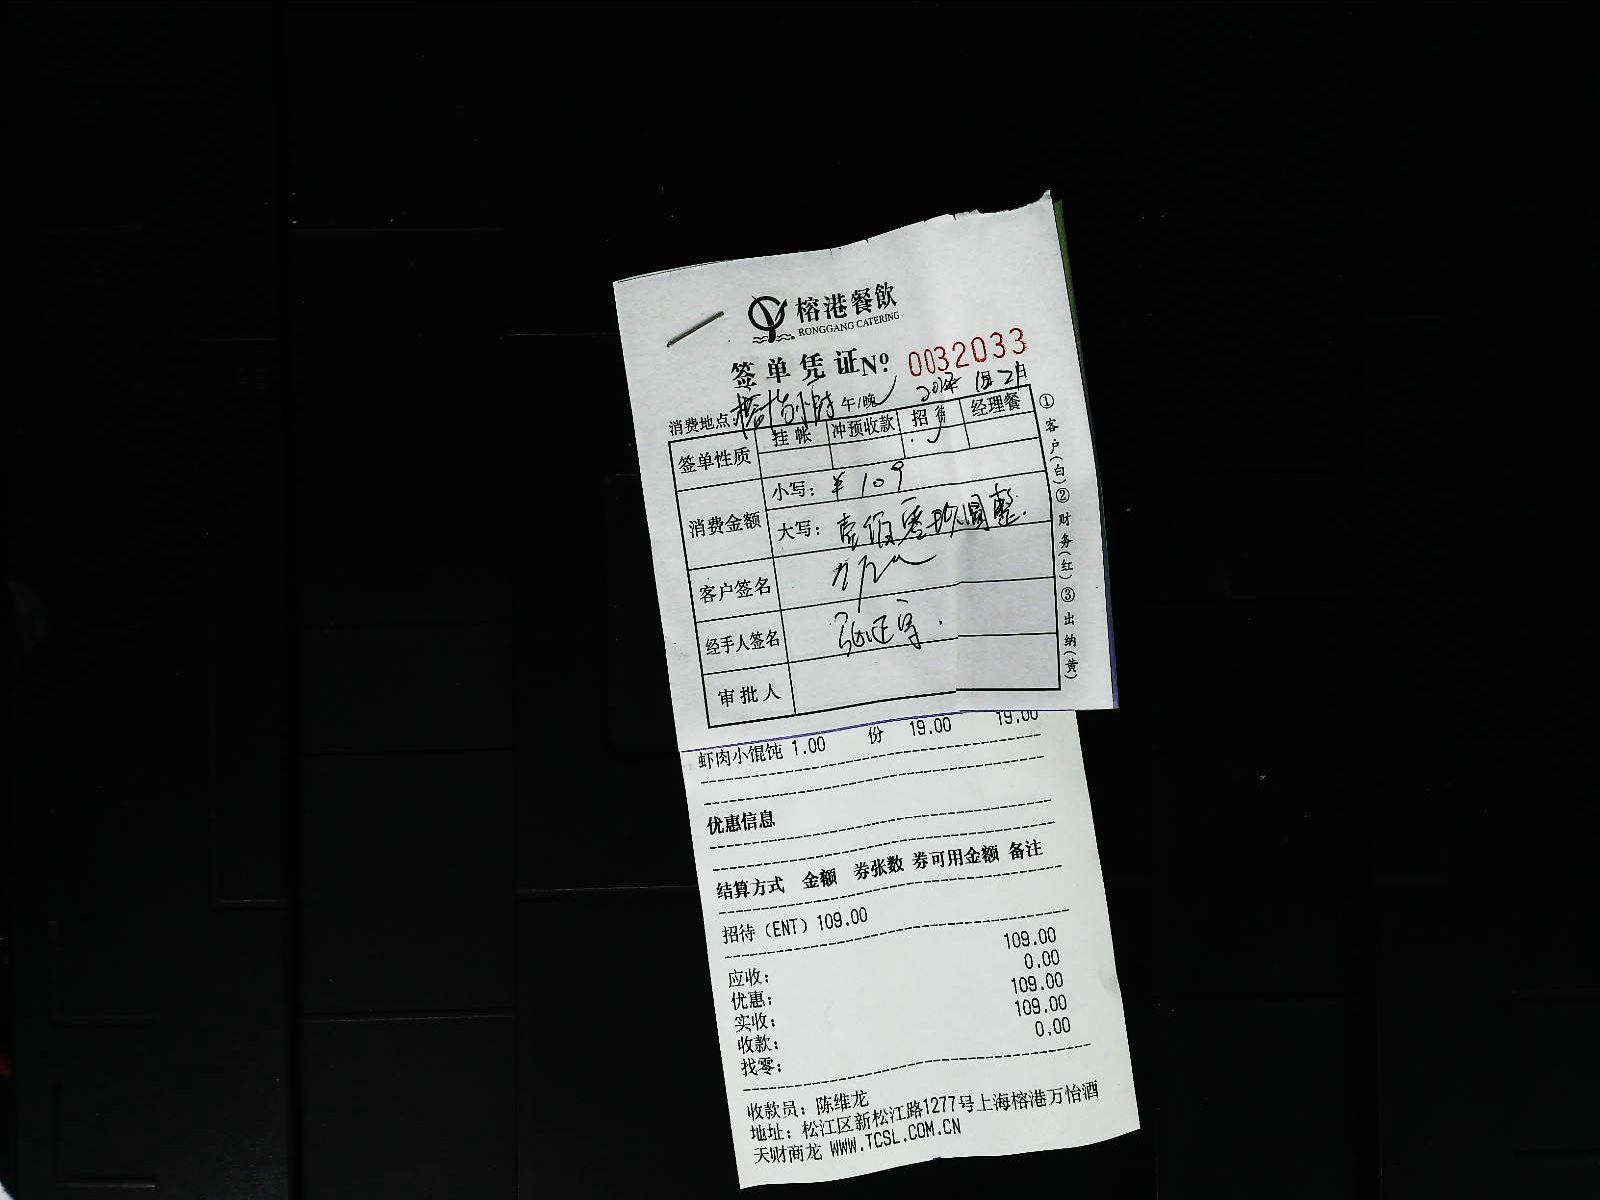 榕港餐飲
RONGGANG CATERING
签单凭证№ 0032033
消费地点 午/晚
签单性质 挂帐 冲预收款 招 经理餐
消费金额 小写: ¥109
大写: 壹佰零玖圆整.
客户签名
经手人签名
审批人
①客户(白)②财务(红)③出纳(黄)
虾肉小馄饨 1.00 份 19.00 19.00
优惠信息
结算方式 金额 券张数 券可用金额 备注
招待(ENT) 109.00
应收: 109.00
优惠: 0.00
实收: 109.00
收款: 109.00
找零: 0.00
收款员: 陈维龙
地址: 松江区新松江路1277号上海榕港万怡酒
天财商龙 WWW.TCSL.COM.CN